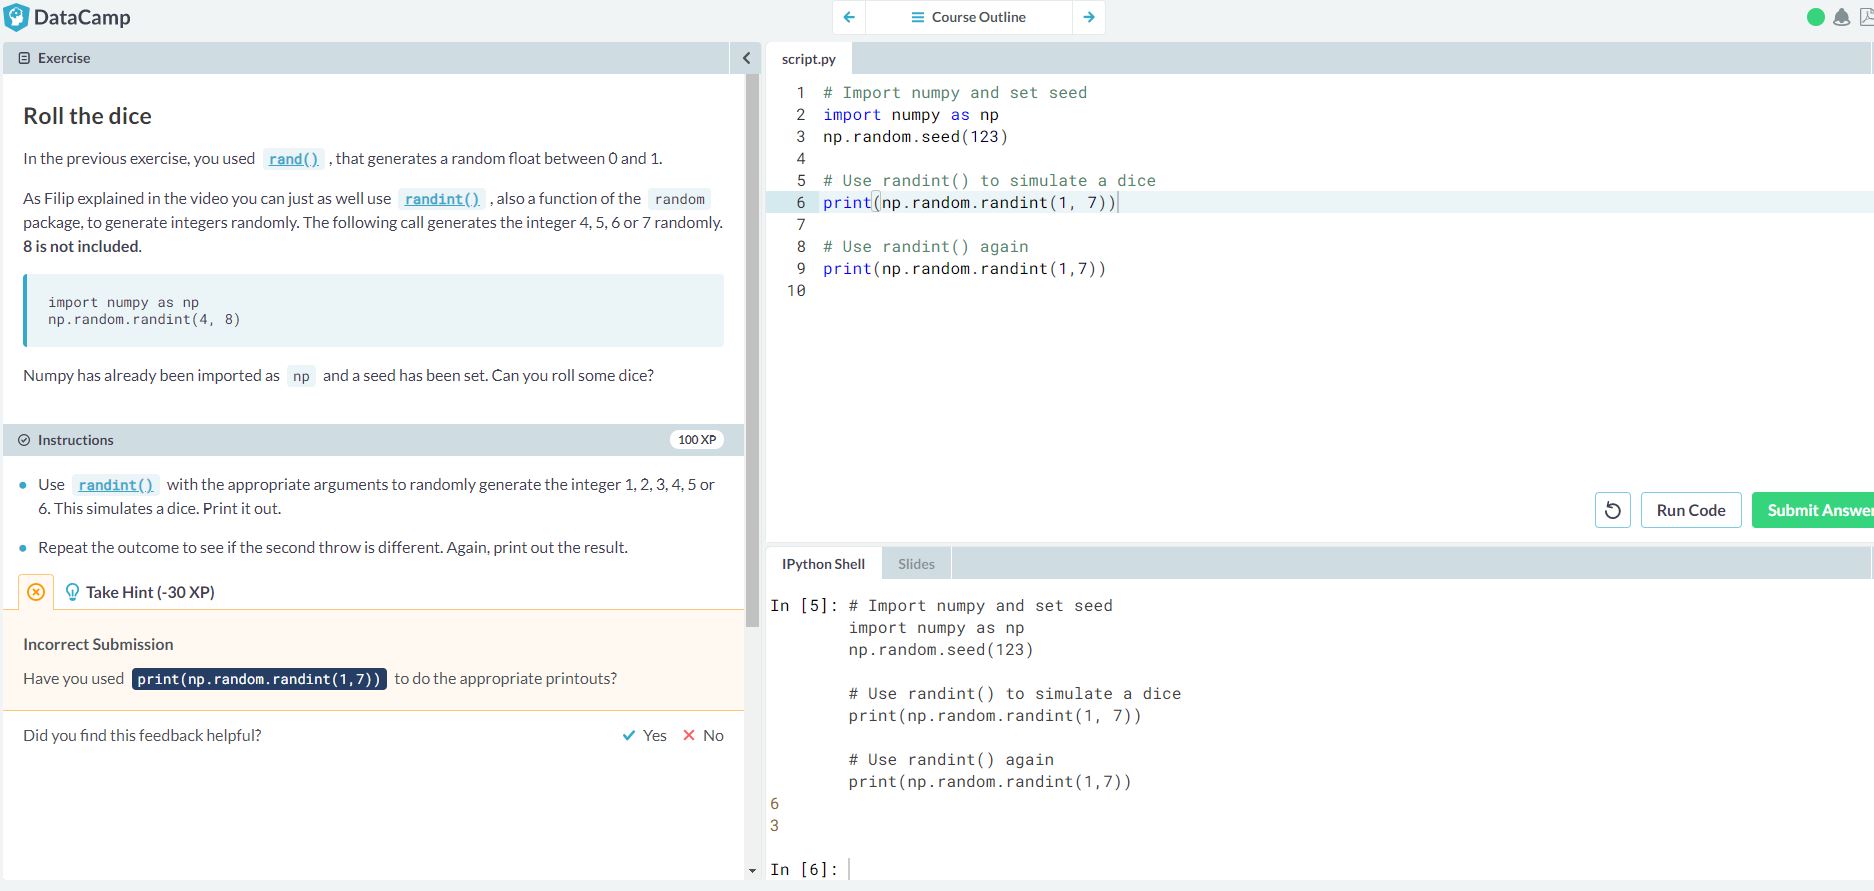 DataCamp
Course Outline
Exercise
Roll the dice
In the previous exercise, you used rand() , that generates a random float between 0 and 1.
As Filip explained in the video you can just as well use randint() , also a function of the random
package, to generate integers randomly. The following call generates the integer 4, 5, 6 or 7 randomly.
8 is not included.
import numpy as np
np.random.randint(4, 8)
Numpy has already been imported as np and a seed has been set. Can you roll some dice?
Instructions
100 XP
Use randint() with the appropriate arguments to randomly generate the integer 1, 2, 3, 4, 5 or
6. This simulates a dice. Print it out.
Repeat the outcome to see if the second throw is different. Again, print out the result.
Take Hint (-30 XP)
Incorrect Submission
Have you used print(np.random.randint(1,7)) to do the appropriate printouts?
Did you find this feedback helpful?
Yes No
script.py
1 # Import numpy and set seed
2 import numpy as np
3 np.random.seed(123)
4
5 # Use randint() to simulate a dice
6 print(np.random.randint(1, 7))
7
8 # Use randint() again
9 print(np.random.randint(1,7))
10
Run Code
Submit Answer
IPython Shell
Slides
In [5]: # Import numpy and set seed
import numpy as np
np.random.seed(123)
# Use randint() to simulate a dice
print(np.random.randint(1, 7))
# Use randint() again
print(np.random.randint(1,7))
6
3
In [6]: